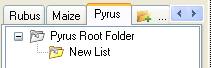 Rubus Maize Pyrus ...
Pyrus Root Folder
New List